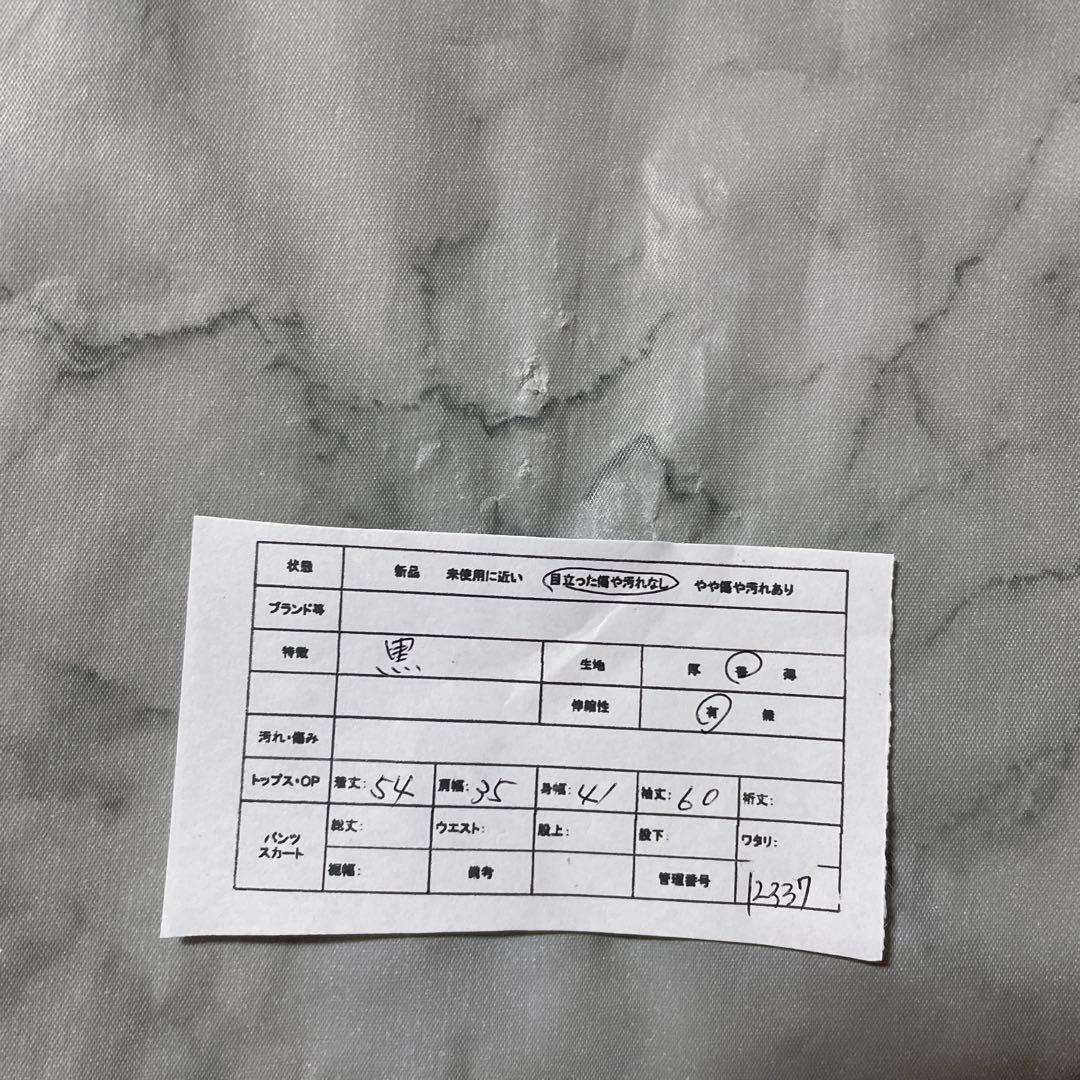 状態 新品 未使用に近い 目立った傷や汚れなし やや傷や汚れあり
ブランド等
特徴 黒 生地 厚 普 薄
伸縮性 有 無
汚れ・傷み
トップス・OP 着丈: 54 肩幅: 35 身幅: 41 袖丈: 60 裄丈:
パンツ スカート 総丈: ウエスト: 股上: 股下: ワタリ:
裾幅: 備考 管理番号 12337